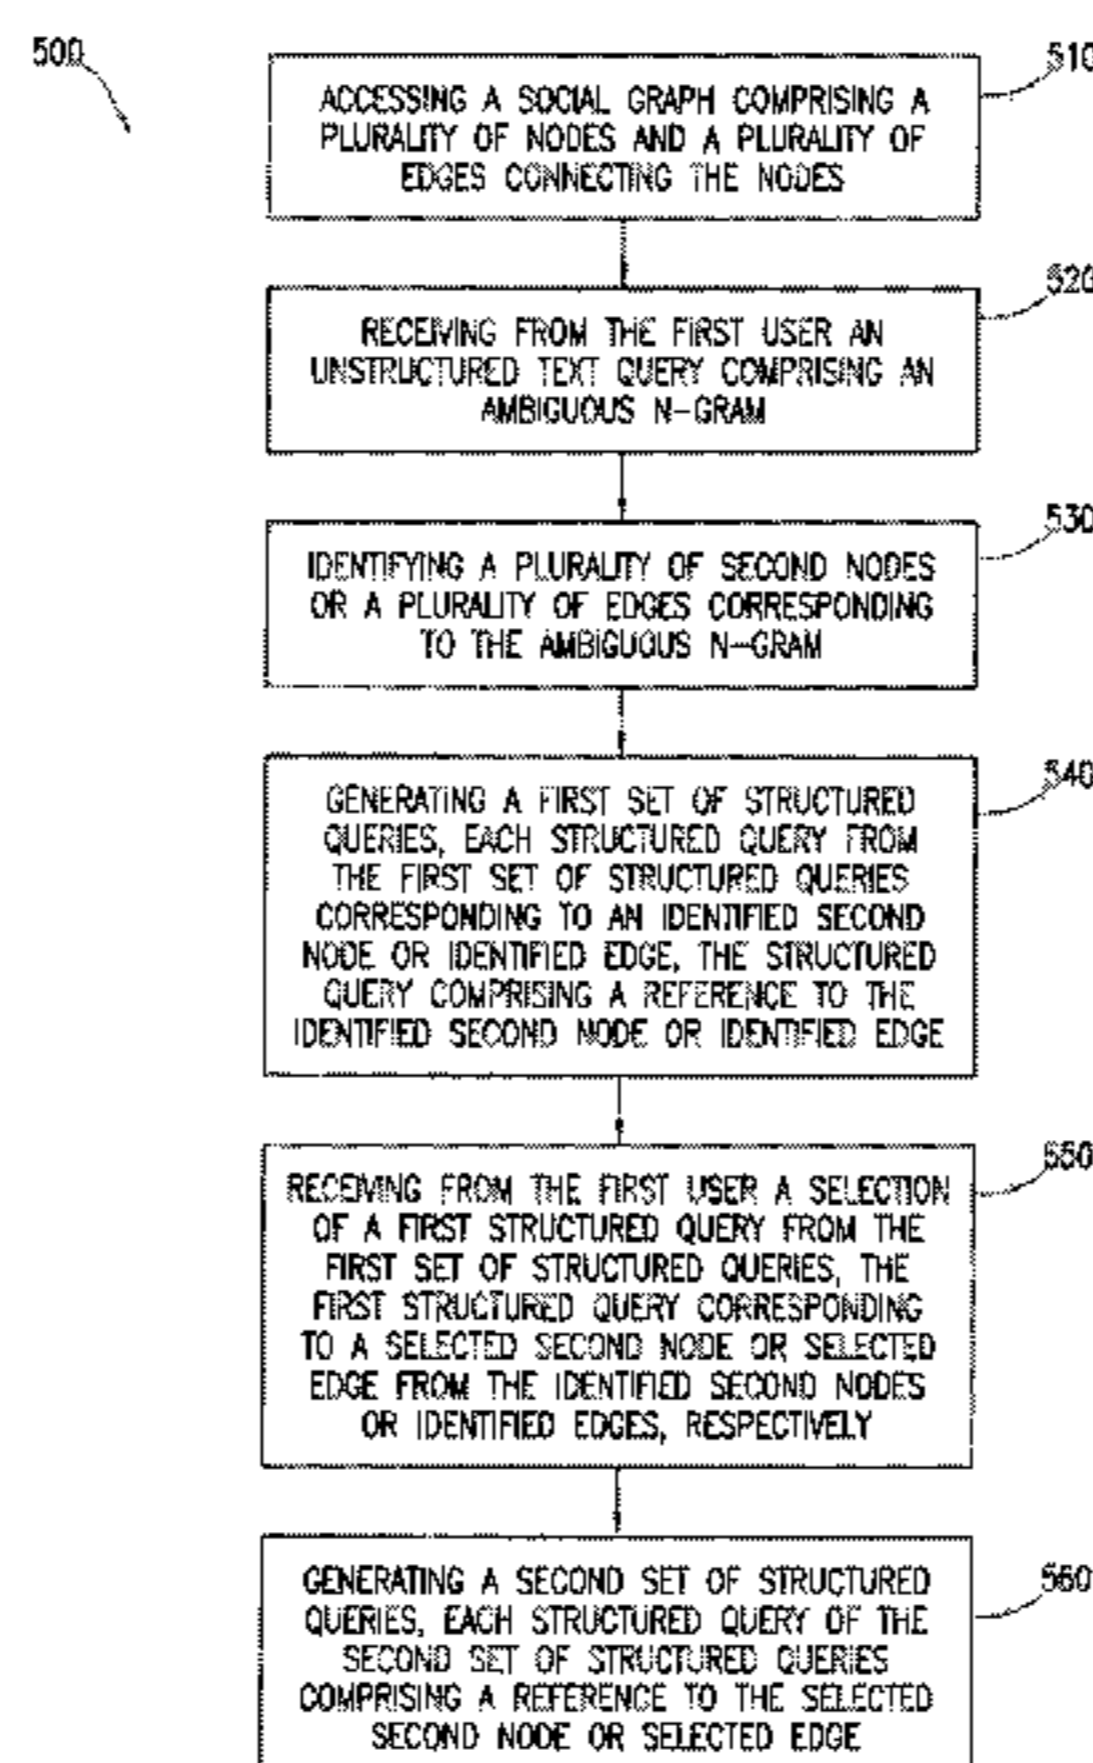 500
510
ACCESSING A SOCIAL GRAPH COMPRISING A
PLURALITY OF NODES AND A PLURALITY OF
EDGES CONNECTING THE NODES
520
RECEIVING FROM THE FIRST USER AN
UNSTRUCTURED TEXT QUERY COMPRISING AN
AMBIGUOUS N-GRAM
530
IDENTIFYING A PLURALITY OF SECOND NODES
OR A PLURALITY OF EDGES CORRESPONDING
TO THE AMBIGUOUS N-GRAM
540
GENERATING A FIRST SET OF STRUCTURED
QUERIES, EACH STRUCTURED QUERY FROM
THE FIRST SET OF STRUCTURED QUERIES
CORRESPONDING TO AN IDENTIFIED SECOND
NODE OR IDENTIFIED EDGE, THE STRUCTURED
QUERY COMPRISING A REFERENCE TO THE
IDENTIFIED SECOND NODE OR IDENTIFIED EDGE
550
RECEIVING FROM THE FIRST USER A SELECTION
OF A FIRST STRUCTURED QUERY FROM THE
FIRST SET OF STRUCTURED QUERIES, THE
FIRST STRUCTURED QUERY CORRESPONDING
TO A SELECTED SECOND NODE OR SELECTED
EDGE FROM THE IDENTIFIED SECOND NODES
OR IDENTIFIED EDGES, RESPECTIVELY
560
GENERATING A SECOND SET OF STRUCTURED
QUERIES, EACH STRUCTURED QUERY OF THE
SECOND SET OF STRUCTURED QUERIES
COMPRISING A REFERENCE TO THE SELECTED
SECOND NODE OR SELECTED EDGE